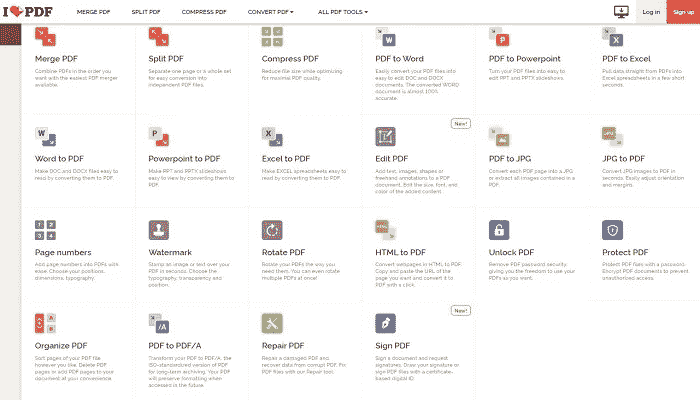 I PDF
MERGE PDF SPLIT PDF COMPRESS PDF CONVERT PDF ALL PDF TOOLS Log in Sign up
Merge PDF
Combine PDFs in the order you
want with the easiest PDF merger
available.
Split PDF
Separate one page or a whole set
for easy conversion into
independent PDF files.
Compress PDF
Reduce file size while optimizing
for maximal PDF quality.
W
PDF to Word
Easily convert your PDF files into
easy to edit DOC and DOCX
documents. The converted WORD
document is almost 100%
accurate.
P
PDF to Powerpoint
Turn your PDF files into easy to
edit PPT and PPTX slideshows.
X
PDF to Excel
Pull data straight from PDFs into
Excel spreadsheets in a few short
seconds.
W
Word to PDF
Make DOC and DOCX files easy to
read by converting them to PDF.
P
Powerpoint to PDF
Make PPT and PPTX slideshows
easy to view by converting them to
PDF.
X
Excel to PDF
Make EXCEL spreadsheets easy to
read by converting them to PDF.
New!
Edit PDF
Add text, images, shapes or
freehand annotations to a PDF
document. Edit the size, font, and
color of the added content.
PDF to JPG
Convert each PDF page into a JPG
or extract all images contained in a
PDF.
JPG
JPG to PDF
Convert JPG images to PDF in
seconds. Easily adjust orientation
and margins.
1 2
3 4
Page numbers
Add page numbers into PDFs with
ease. Choose your positions,
dimensions, typography.
Watermark
Stamp an image or text over your
PDF in seconds. Choose the
typography, transparency and
position.
Rotate PDF
Rotate your PDFs the way you
need them. You can even rotate
multiple PDFs at once!
HTML
HTML to PDF
Convert webpages in HTML to PDF.
Copy and paste the URL of the
page you want and convert it to
PDF with a click.
Unlock PDF
Remove PDF password security,
giving you the freedom to use your
PDFs as you want.
Protect PDF
Protect PDF files with a password.
Encrypt PDF documents to prevent
unauthorized access.
A
B
Organize PDF
Sort pages of your PDF file
however you like. Delete PDF
pages or add PDF pages to your
document at your convenience.
/A
PDF to PDF/A
Transform your PDF to PDF/A, the
ISO-standardized version of PDF
for long-term archiving. Your PDF
will preserve formatting when
accessed in the future.
Repair PDF
Repair a damaged PDF and
recover data from corrupt PDF. Fix
PDF files with our Repair tool.
New!
Sign PDF
Sign a document and request
signatures. Draw your signature or
sign PDF files with a certificate-
based digital ID.